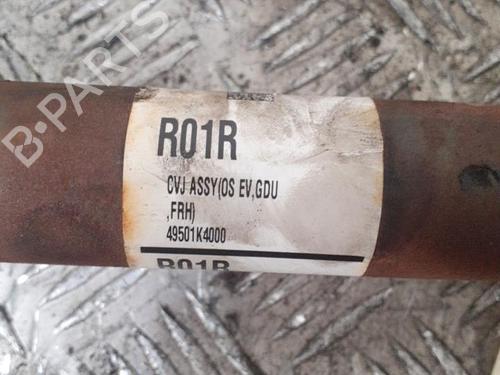 B-PARTS
R01R
CVJ ASSY(OS EV,GDU
,FRH)
49501K4000
R01R